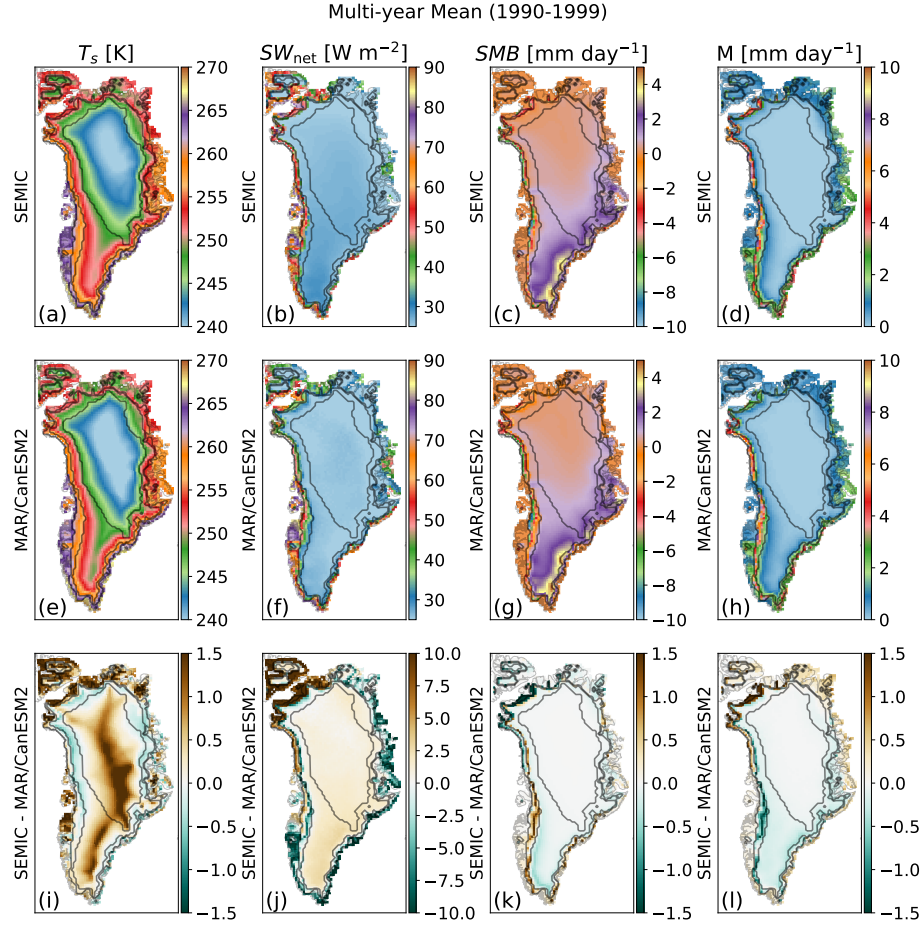 Multi-year Mean (1990-1999)
T_s [K]
SW_net [W m⁻²]
SMB [mm day⁻¹]
M [mm day⁻¹]
SEMIC
(a)
270
265
260
255
250
245
240
SEMIC
(b)
90
80
70
60
50
40
30
SEMIC
(c)
4
2
0
−2
−4
−6
−8
−10
SEMIC
(d)
10
8
6
4
2
0
MAR/CanESM2
(e)
270
265
260
255
250
245
240
MAR/CanESM2
(f)
90
80
70
60
50
40
30
MAR/CanESM2
(g)
4
2
0
−2
−4
−6
−8
−10
MAR/CanESM2
(h)
10
8
6
4
2
0
SEMIC - MAR/CanESM2
(i)
1.5
1.0
0.5
0.0
−0.5
−1.0
−1.5
SEMIC - MAR/CanESM2
(j)
10.0
7.5
5.0
2.5
0.0
−2.5
−5.0
−7.5
−10.0
SEMIC - MAR/CanESM2
(k)
1.5
1.0
0.5
0.0
−0.5
−1.0
−1.5
SEMIC - MAR/CanESM2
(l)
1.5
1.0
0.5
0.0
−0.5
−1.0
−1.5